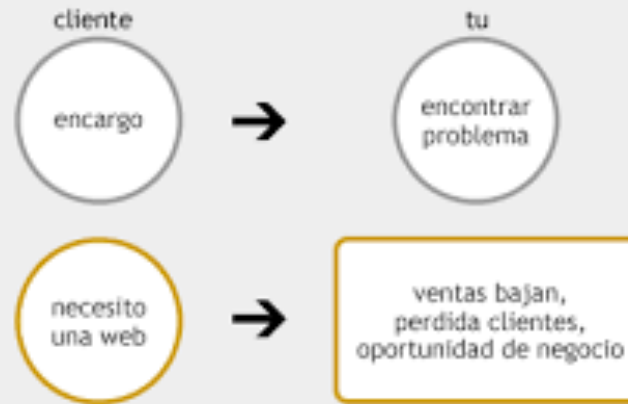 cliente
tu
encargo
encontrar
problema
necesito
una web
ventas bajan,
perdida clientes,
oportunidad de negocio